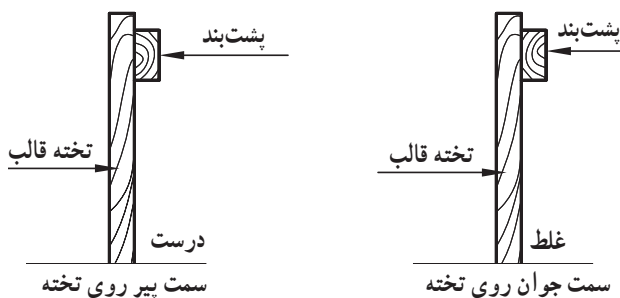 پشت‌بند
تخته قالب
غلط
سمت جوان روی تخته
پشت‌بند
تخته قالب
درست
سمت پیر روی تخته